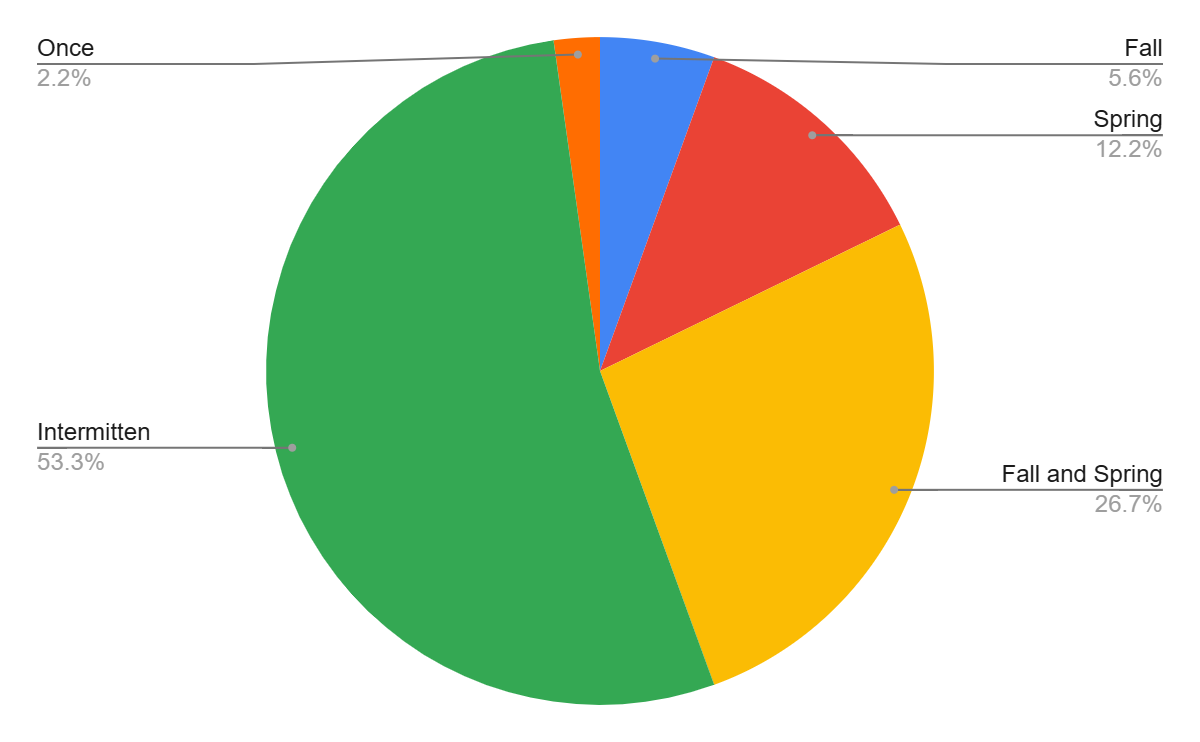 Once
2.2%
Fall
5.6%
Spring
12.2%
Intermitten
53.3%
Fall and Spring
26.7%